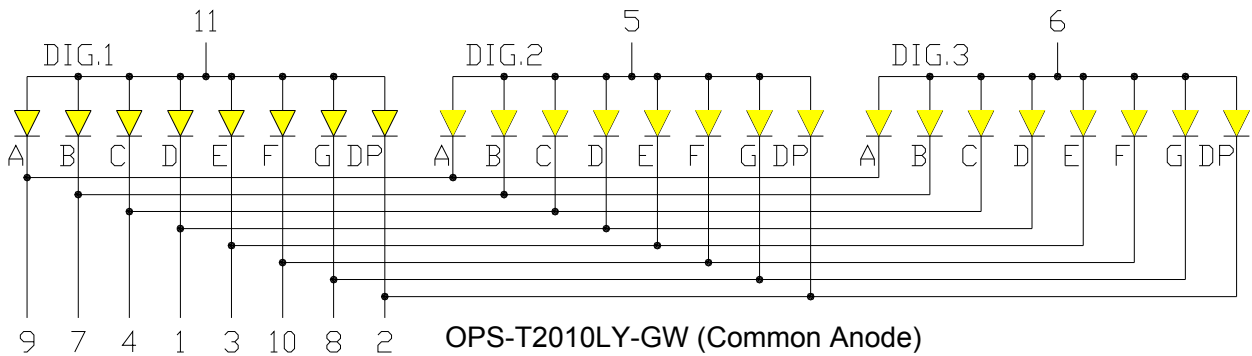 11 5 6
DIG.1 DIG.2 DIG.3
A B C D E F G DP A B C D E F G DP A B C D E F G DP
9 7 4 1 3 10 8 2 OPS-T2010LY-GW (Common Anode)